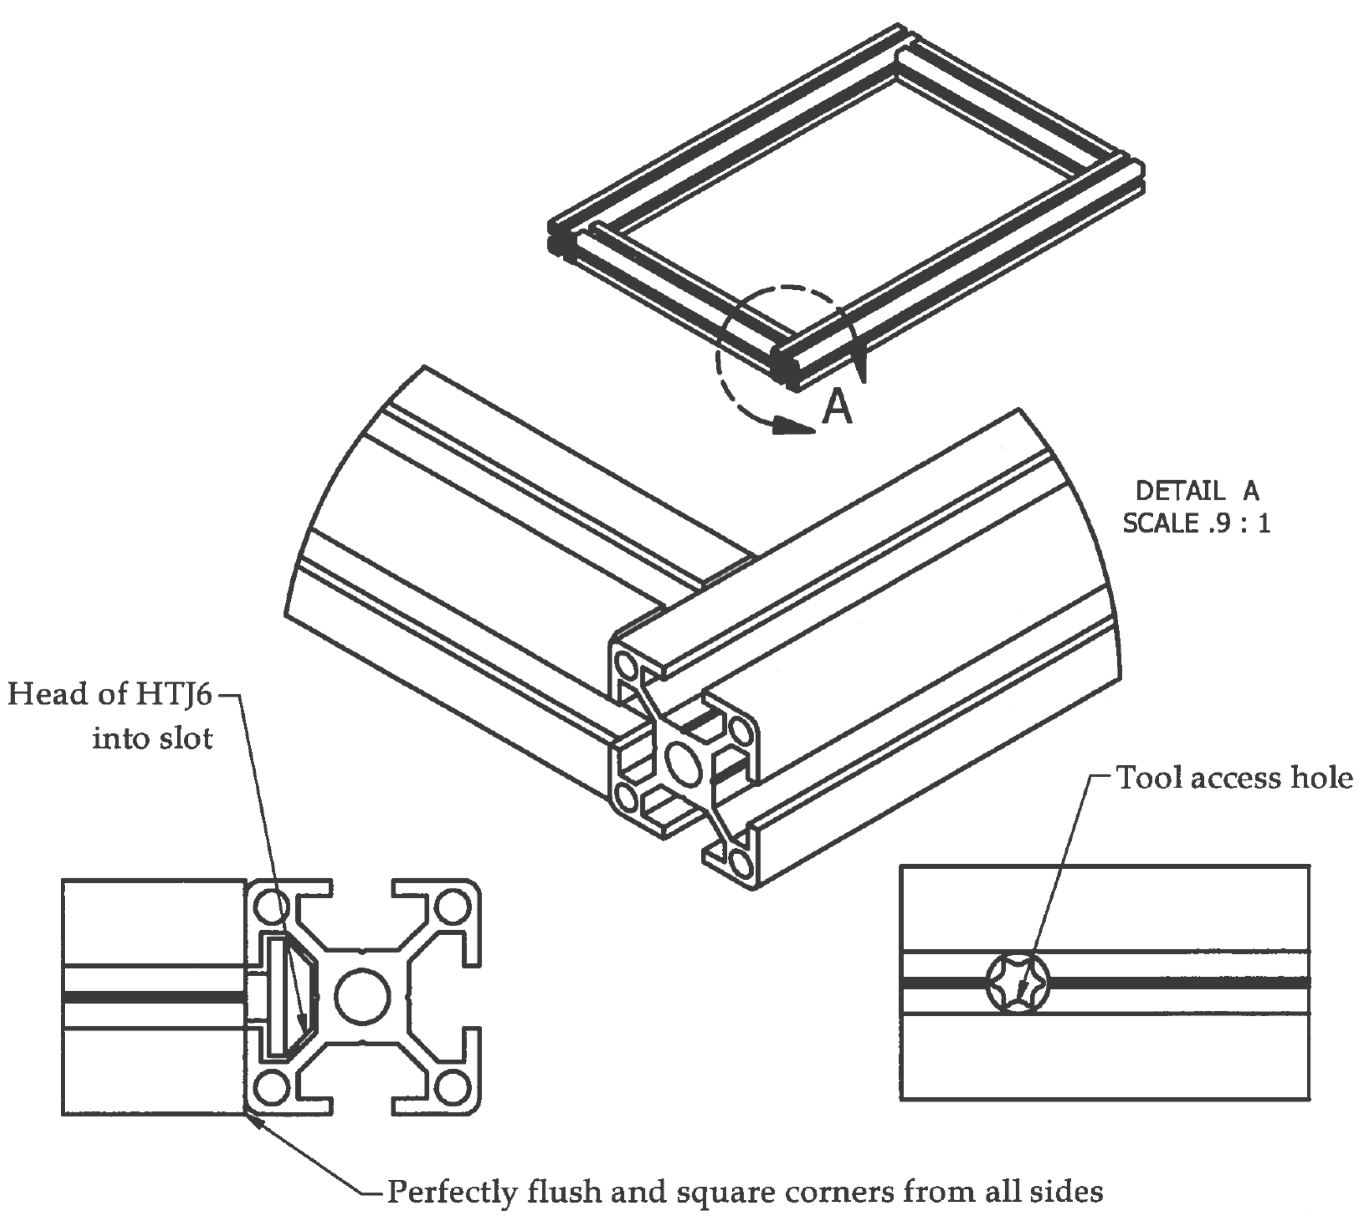 A
DETAIL A
SCALE .9 : 1
Head of HTJ6
into slot
Tool access hole
Perfectly flush and square corners from all sides